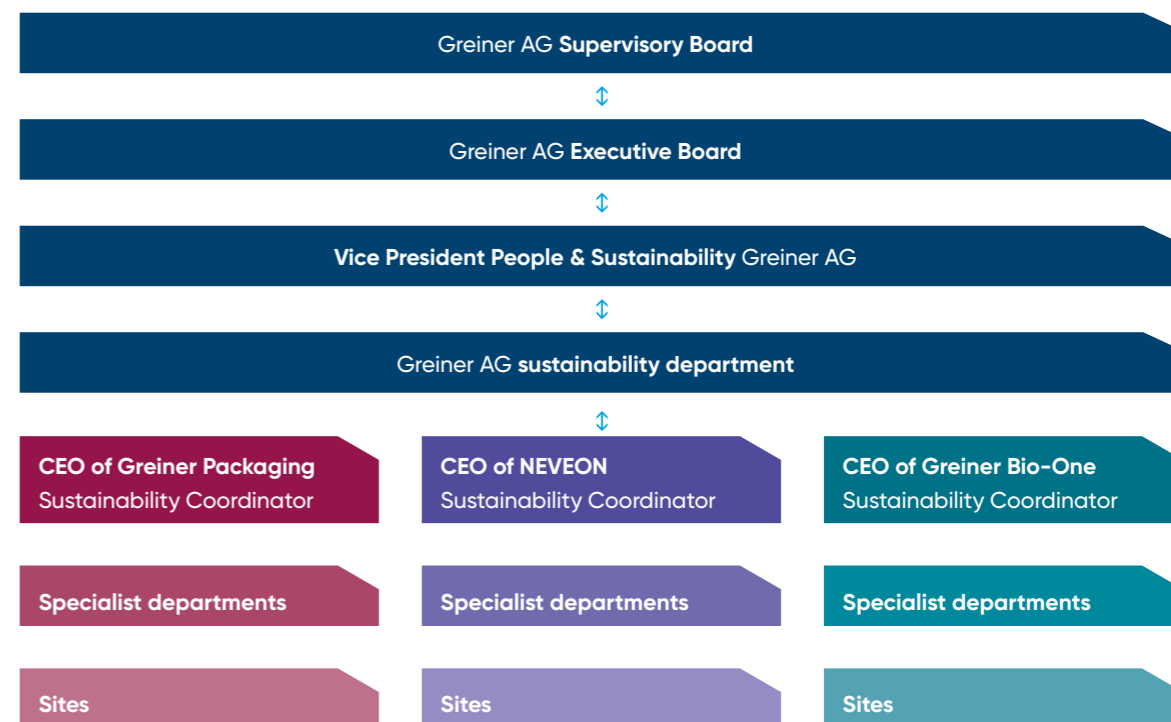 Greiner AG Supervisory Board
Greiner AG Executive Board
Vice President People & Sustainability Greiner AG
Greiner AG sustainability department
CEO of Greiner Packaging
Sustainability Coordinator
CEO of NEVEON
Sustainability Coordinator
CEO of Greiner Bio-One
Sustainability Coordinator
Specialist departments
Specialist departments
Specialist departments
Sites
Sites
Sites